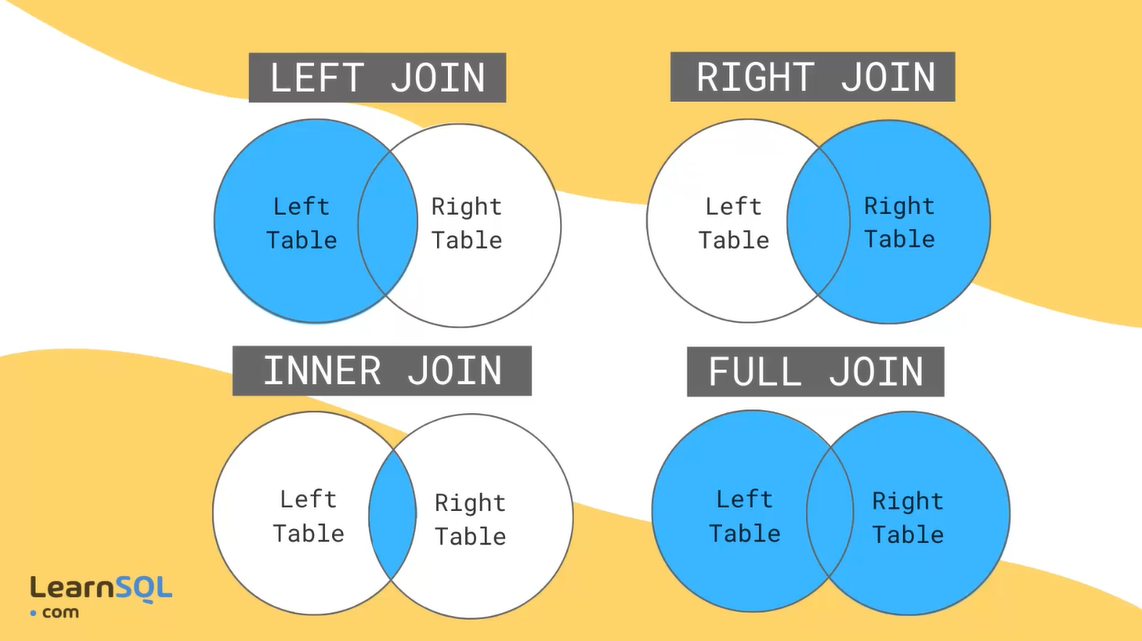 LEFT JOIN
Left
Table
Right
Table
RIGHT JOIN
Left
Table
Right
Table
INNER JOIN
Left
Table
Right
Table
FULL JOIN
Left
Table
Right
Table
LearnSQL
.com